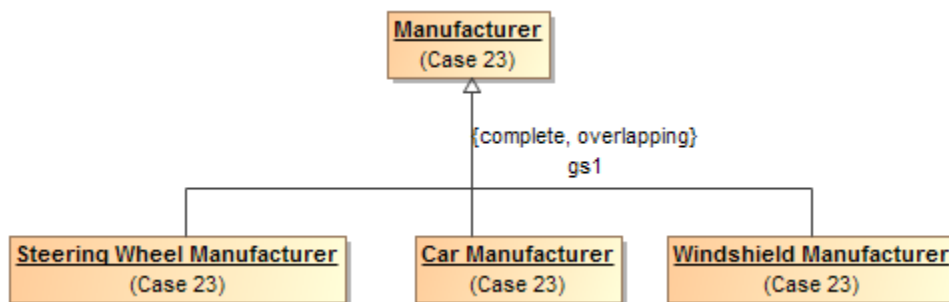 Manufacturer
(Case 23)
{complete, overlapping}
gs1
Steering Wheel Manufacturer
(Case 23)
Car Manufacturer
(Case 23)
Windshield Manufacturer
(Case 23)